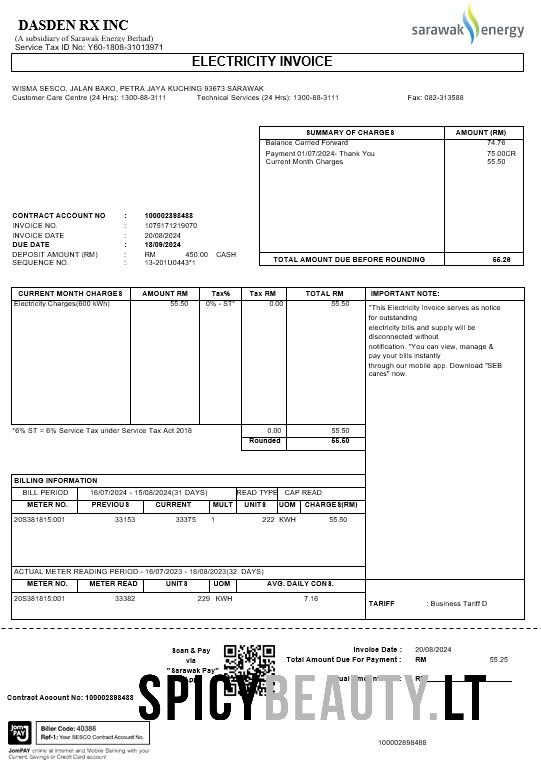 DASDEN RX INC
(A subsidiary of Sarawak Energy Berhad)
Service Tax ID No: Y60-1808-31013971
sarawak energy
ELECTRICITY INVOICE
WISMA SESCO, JALAN BAKO, PETRA JAYA KUCHING 93673 SARAWAK
Customer Care Centre (24 Hrs): 1300-88-3111 Technical Services (24 Hrs): 1300-88-3111 Fax: 082-313588
SUMMARY OF CHARGES AMOUNT (RM)
Balance Carried Forward 74.76
Payment 01/07/2024- Thank You 75.00CR
Current Month Charges 55.50
CONTRACT ACCOUNT NO : 100002898488
INVOICE NO. : 1075171219070
INVOICE DATE : 20/08/2024
DUE DATE : 18/09/2024
DEPOSIT AMOUNT (RM) : RM 450.00 CASH
SEQUENCE NO. : 13-201U0443*1
TOTAL AMOUNT DUE BEFORE ROUNDING 55.26
CURRENT MONTH CHARGES AMOUNT RM Tax% Tax RM TOTAL RM
Electricity Charges(600 kWh) 55.50 0% - ST* 0.00 55.50
*6% ST = 6% Service Tax under Service Tax Act 2018 0.00 55.50
Rounded 55.50
IMPORTANT NOTE:
"This Electricity Invoice serves as notice
for outstanding
electricity bills and supply will be
disconnected without
notification. "You can view, manage &
pay your bills instantly
through our mobile app. Download "SEB
cares" now.
BILLING INFORMATION
BILL PERIOD 16/07/2024 - 15/08/2024(31 DAYS) READ TYPE CAP READ
METER NO. PREVIOUS CURRENT MULT UNITS UOM CHARGES(RM)
20S381815:001 33153 33375 1 222 KWH 55.50
ACTUAL METER READING PERIOD - 16/07/2023 - 16/08/2023(32 DAYS)
METER NO. METER READ UNITS UOM AVG. DAILY CONS.
20S381815:001 33382 229 KWH 7.16
TARIFF : Business Tariff D
Scan & Pay
via
"Sarawak Pay"
Invoice Date : 20/08/2024
Total Amount Due For Payment : RM 55.25
SPICYBEAUTY.LT
Contract Account No: 100002898488
JomPAY
Biller Code: 40386
Ref-1: Your SESCO Contract Account No.
JomPAY online at Internet and Mobile Banking with your
Current, Savings or Credit Card account
100002898488